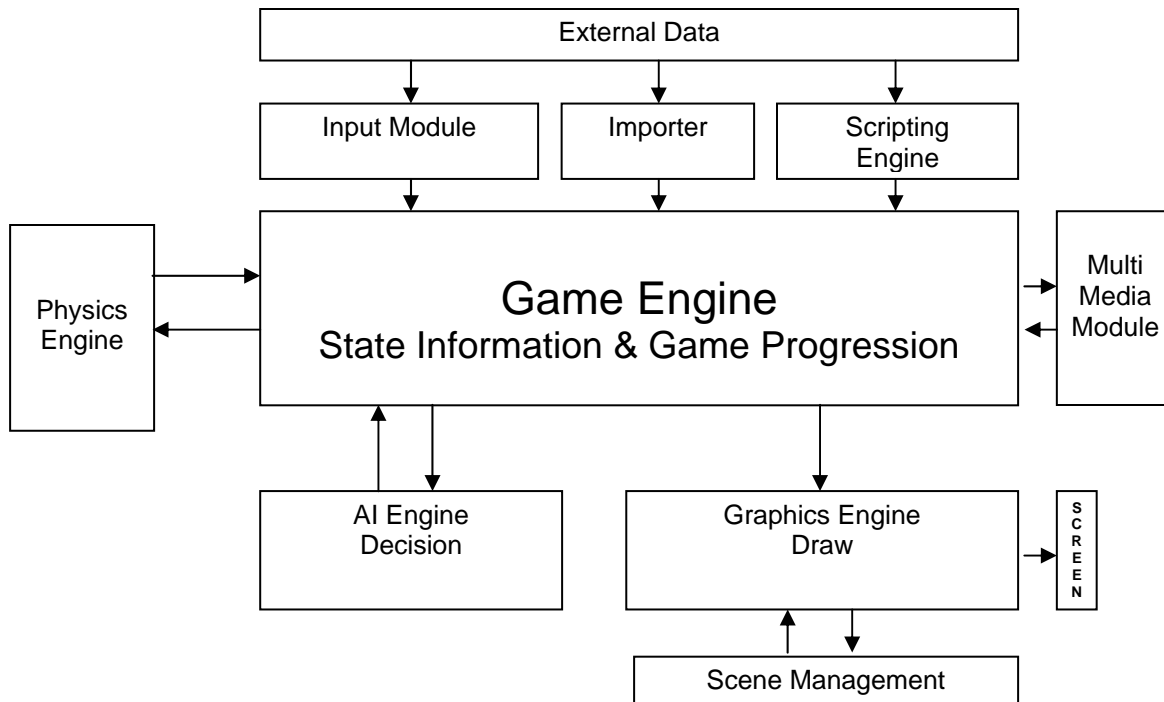 External Data
Input Module
Importer
Scripting
Engine
Physics
Engine
Game Engine
State Information & Game Progression
Multi
Media
Module
AI Engine
Decision
Graphics Engine
Draw
SCREEN
Scene Management